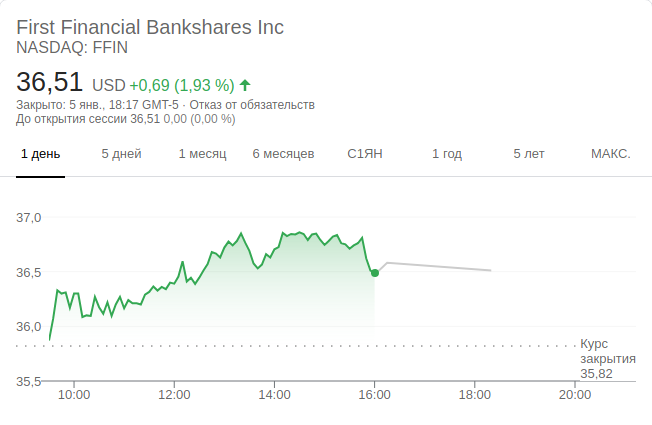 First Financial Bankshares Inc
NASDAQ: FFIN
36,51 USD +0,69 (1,93 %)
Закрыто: 5 янв., 18:17 GMT-5 · Отказ от обязательств
До открытия сессии 36,51 0,00 (0,00 %)
1 день 5 дней 1 месяц 6 месяцев С1ЯН 1 год 5 лет МАКС.
37,0
36,5
36,0
Курс
закрытия
35,82
35,5
10:00 12:00 14:00 16:00 18:00 20:00